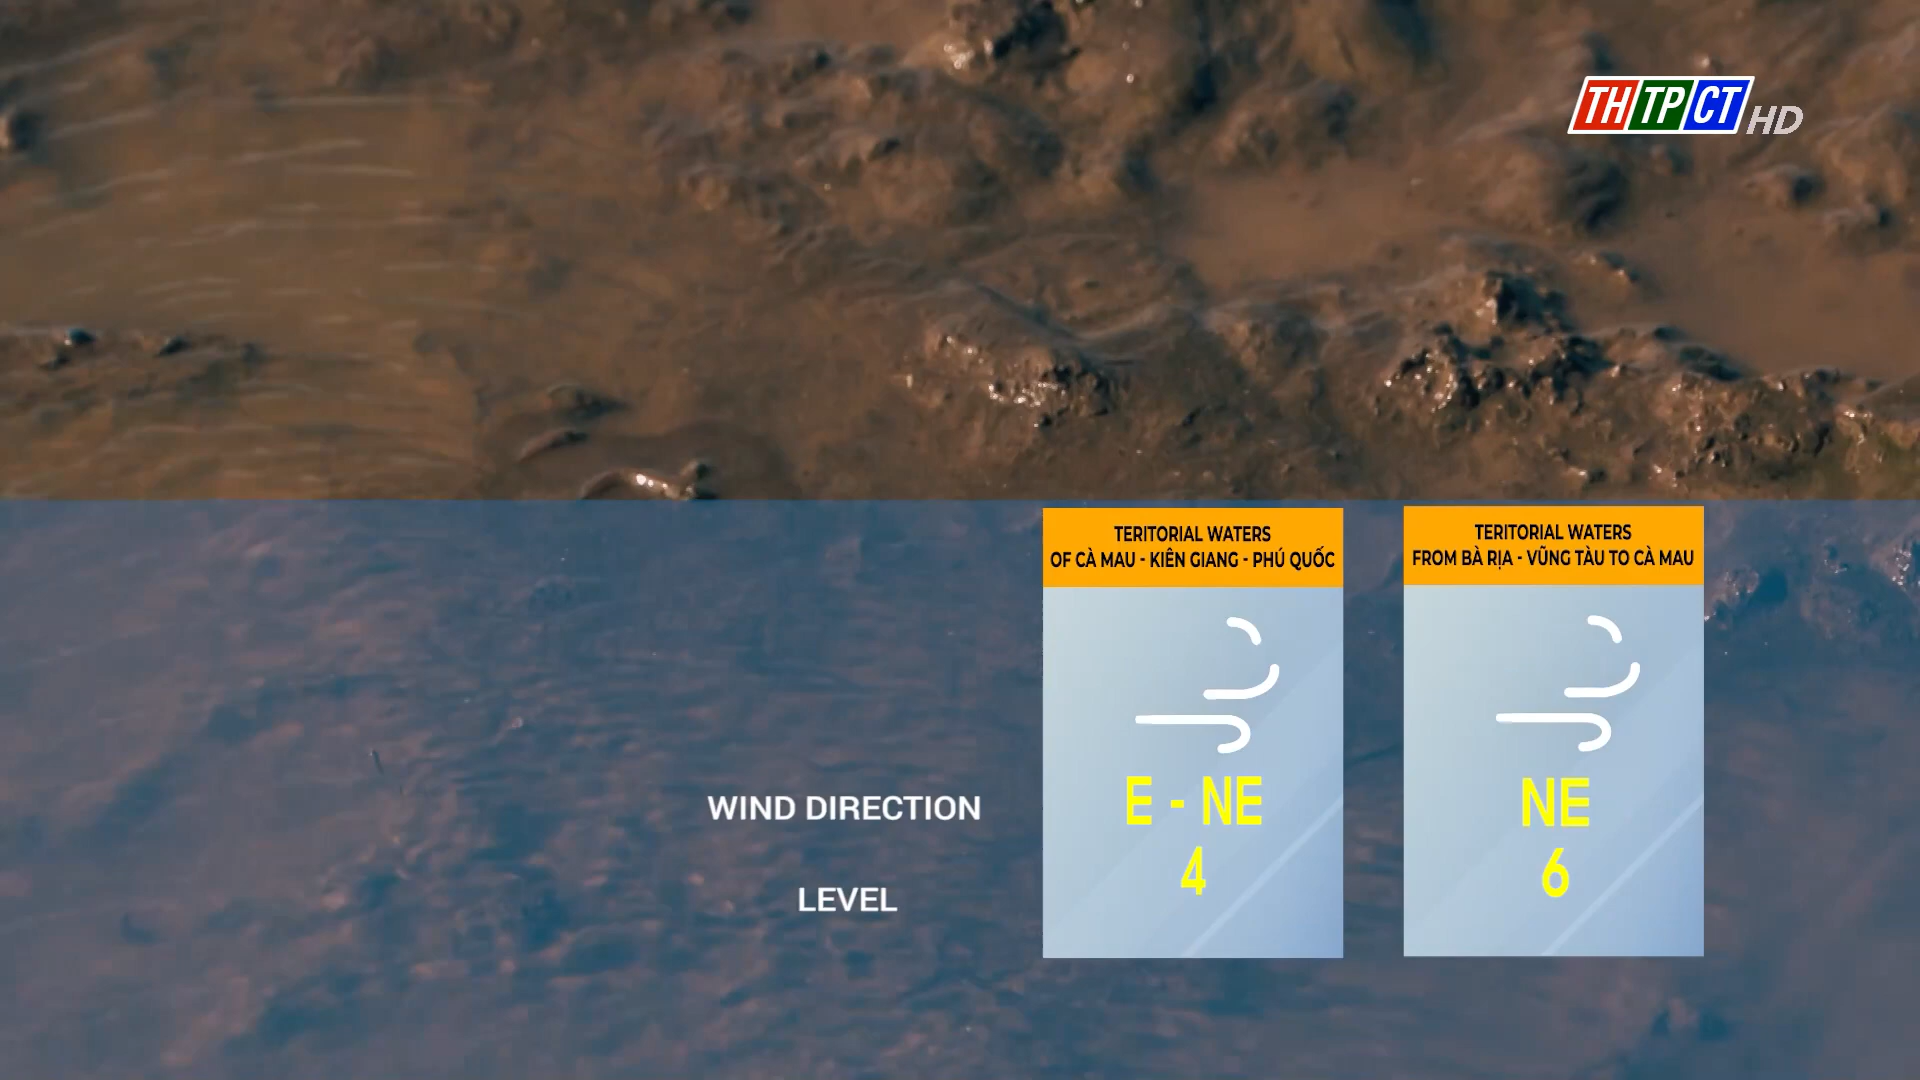 THTPCT HD
TERITORIAL WATERS
OF CÀ MAU - KIÊN GIANG - PHÚ QUỐC
TERITORIAL WATERS
FROM BÀ RỊA - VŨNG TÀU TO CÀ MAU
WIND DIRECTION
E - NE
NE
LEVEL
4
6